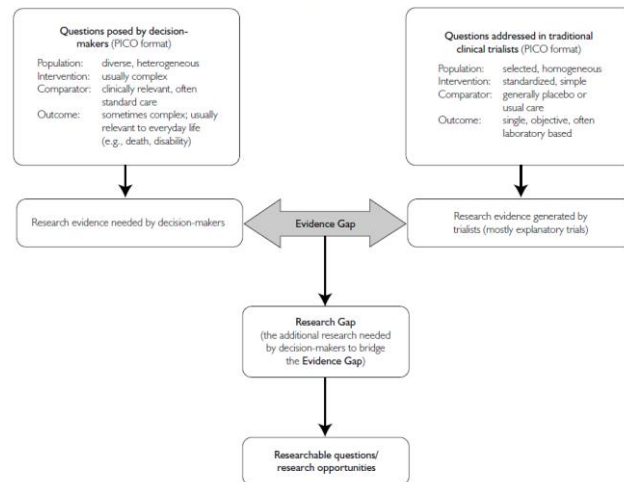 Questions posed by decision-
makers (PICO format)
Population: diverse, heterogeneous
Intervention: usually complex
Comparator: clinically relevant, often
standard care
Outcome: sometimes complex; usually
relevant to everyday life
(e.g., death, disability)
Questions addressed in traditional
clinical trialists (PICO format)
Population: selected, homogeneous
Intervention: standardized, simple
Comparator: generally placebo or
usual care
Outcome: single, objective, often
laboratory based
Research evidence needed by decision-makers
Evidence Gap
Research evidence generated by
trialists (mostly explanatory trials)
Research Gap
(the additional research needed
by decision-makers to bridge
the Evidence Gap)
Researchable questions/
research opportunities